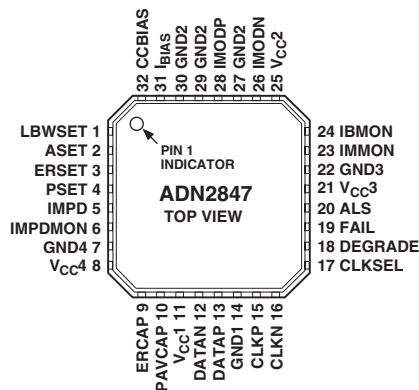 32 CCBIAS
31 IBIAS
30 GND2
29 GND2
28 IMODP
27 GND2
26 IMODN
25 VCC2
LBWSET 1
ASET 2
ERSET 3
PSET 4
IMPD 5
IMPDMON 6
GND4 7
VCC4 8
PIN 1
INDICATOR
ADN2847
TOP VIEW
24 IBMON
23 IMMON
22 GND3
21 VCC3
20 ALS
19 FAIL
18 DEGRADE
17 CLKSEL
ERCAP 9
PAVCAP 10
VCC1 11
DATAN 12
DATAP 13
GND1 14
CLKP 15
CLKN 16